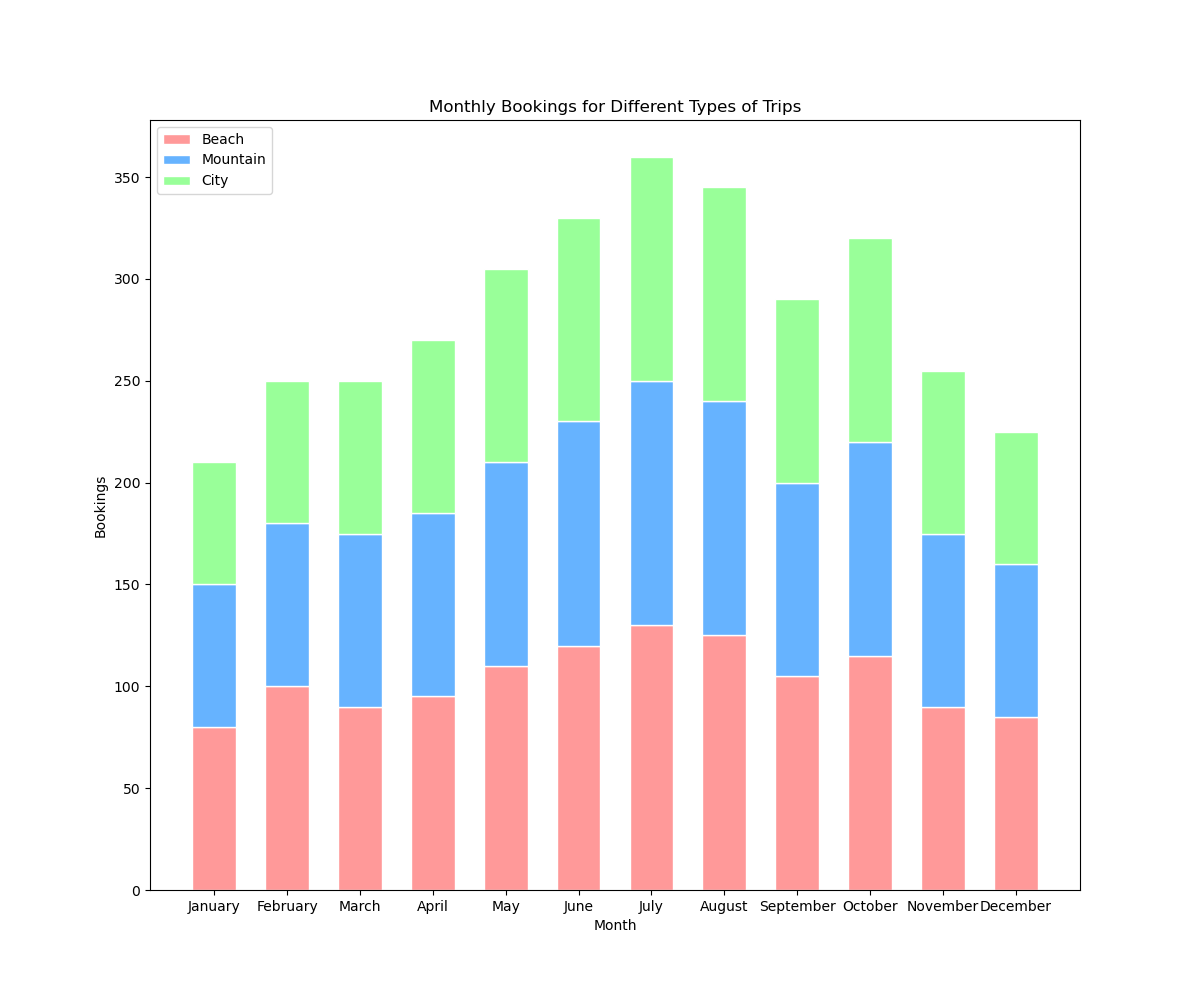 Monthly Bookings for Different Types of Trips
Beach
Mountain
City
350
300
250
200
150
100
50
0
Bookings
January February March April May June July August September October November December
Month